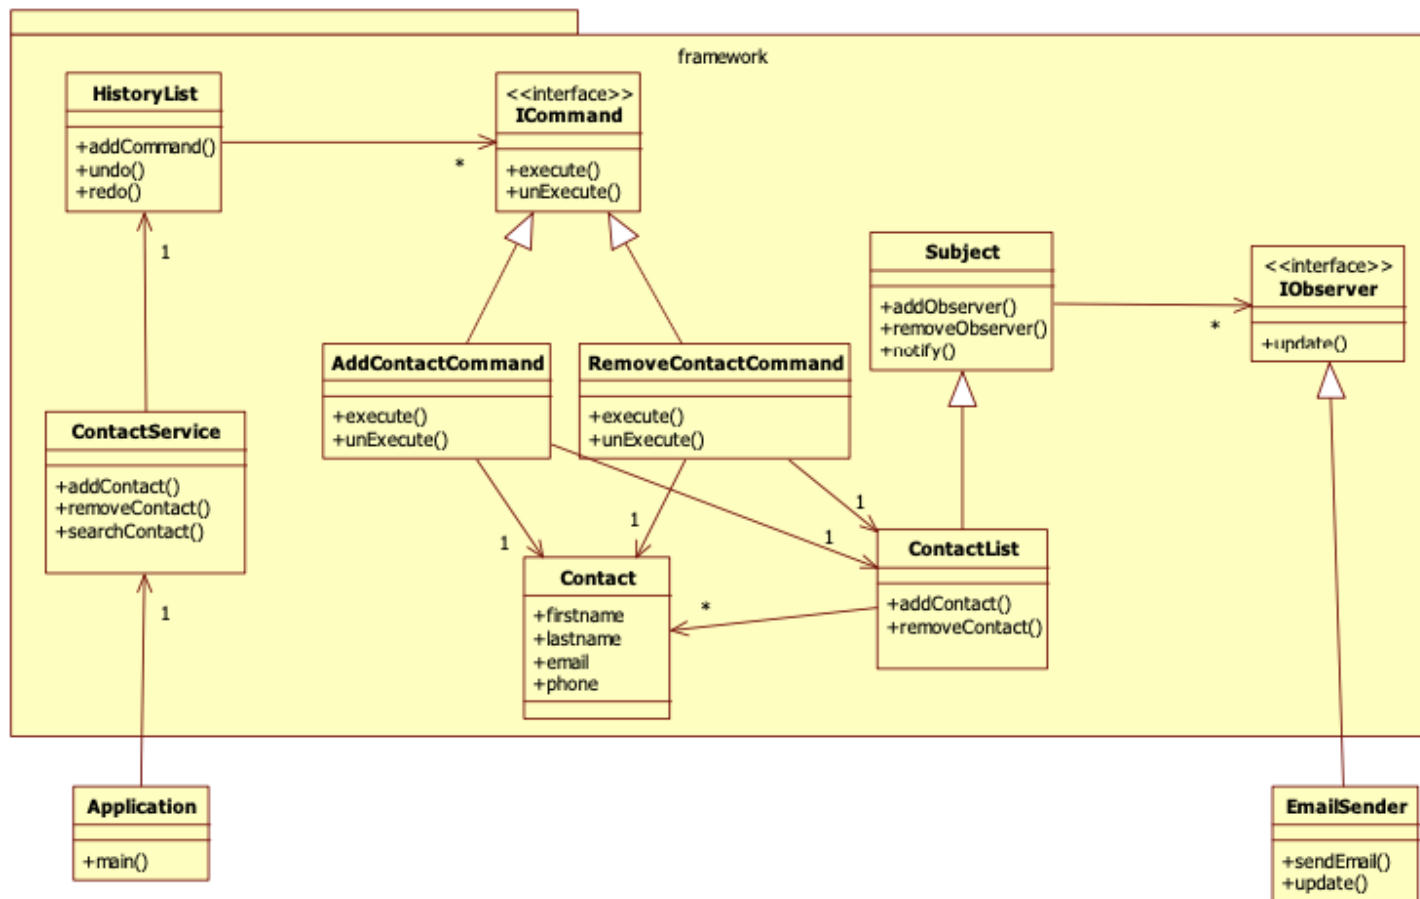 framework
HistoryList
+addCommand()
+undo()
+redo()
*
<<interface>>
ICommand
+execute()
+unExecute()
1
Subject
+addObserver()
+removeObserver()
+notify()
*
<<interface>>
IObserver
+update()
AddContactCommand
+execute()
+unExecute()
RemoveContactCommand
+execute()
+unExecute()
ContactService
+addContact()
+removeContact()
+searchContact()
1
1
1
1
1
Contact
+firstname
+lastname
+email
+phone
*
ContactList
+addContact()
+removeContact()
Application
+main()
EmailSender
+sendEmail()
+update()